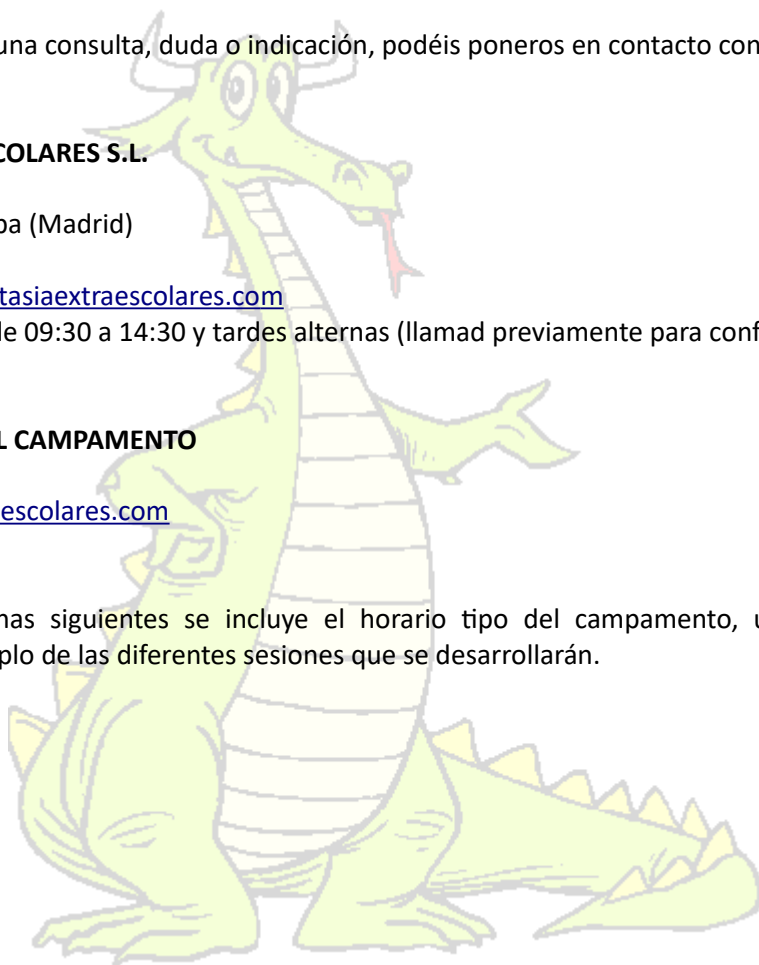 una consulta, duda o indicación, podéis poneros en contacto con
COLARES S.L.
pa (Madrid)
tasiaextraescolares.com
de 09:30 a 14:30 y tardes alternas (llamad previamente para conf
L CAMPAMENTO
escolares.com
nas siguientes se incluye el horario tipo del campamento, u
plo de las diferentes sesiones que se desarrollarán.